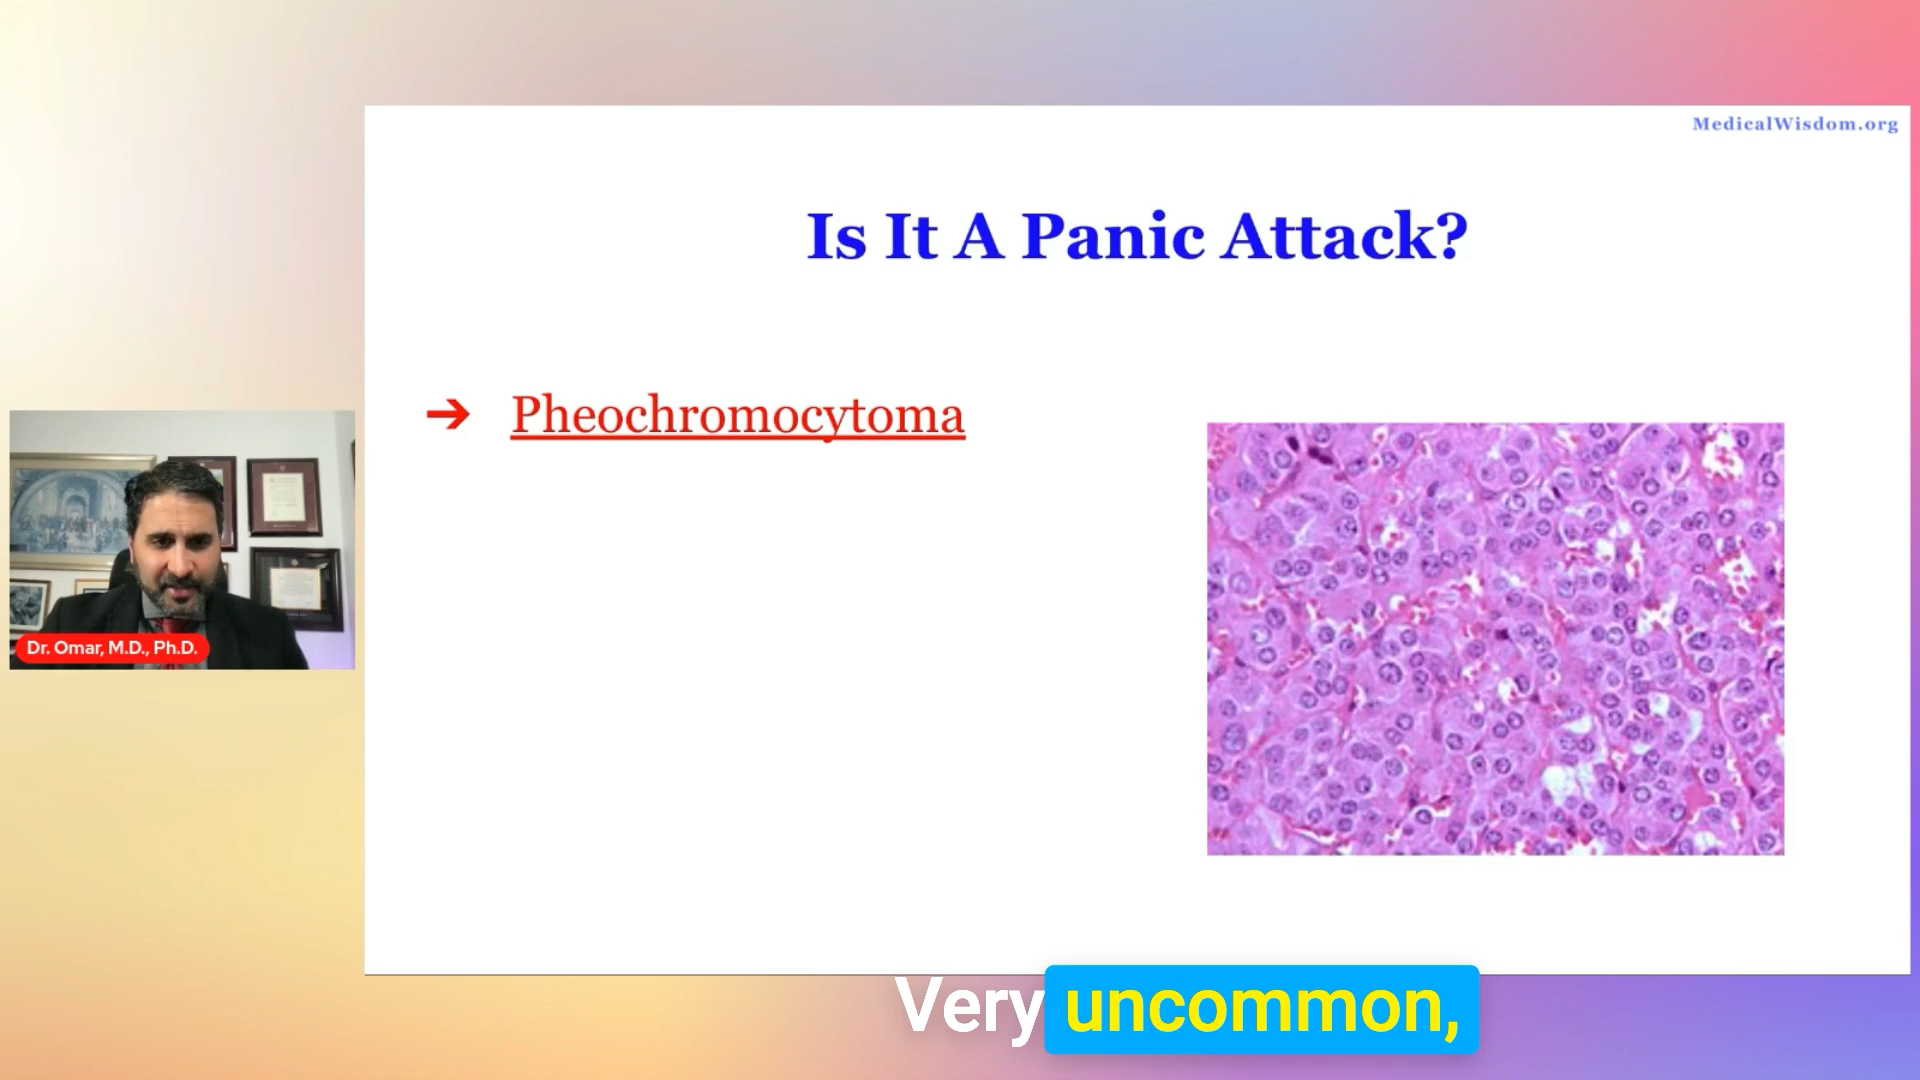 MedicalWisdom.org
Is It A Panic Attack?
➔ Pheochromocytoma
Dr. Omar, M.D., Ph.D.
Very uncommon,